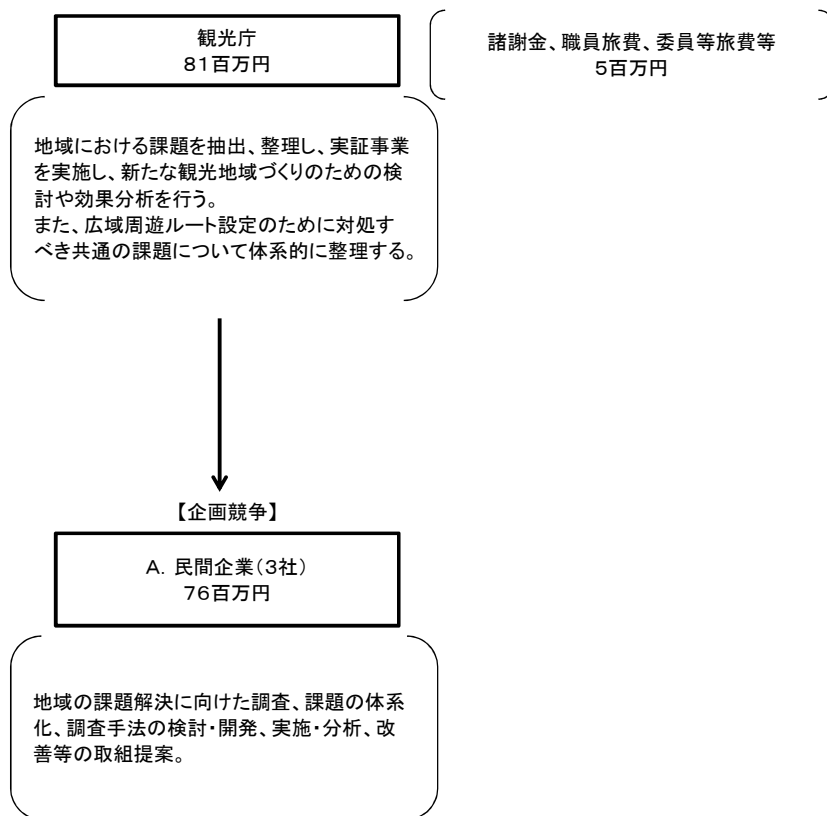 観光庁
81百万円
諸謝金、職員旅費、委員等旅費等
5百万円
地域における課題を抽出、整理し、実証事業
を実施し、新たな観光地域づくりのための検
討や効果分析を行う。
また、広域周遊ルート設定のために対処す
べき共通の課題について体系的に整理する。
【企画競争】
A．民間企業（3社）
76百万円
地域の課題解決に向けた調査、課題の体系
化、調査手法の検討・開発、実施・分析、改
善等の取組提案。